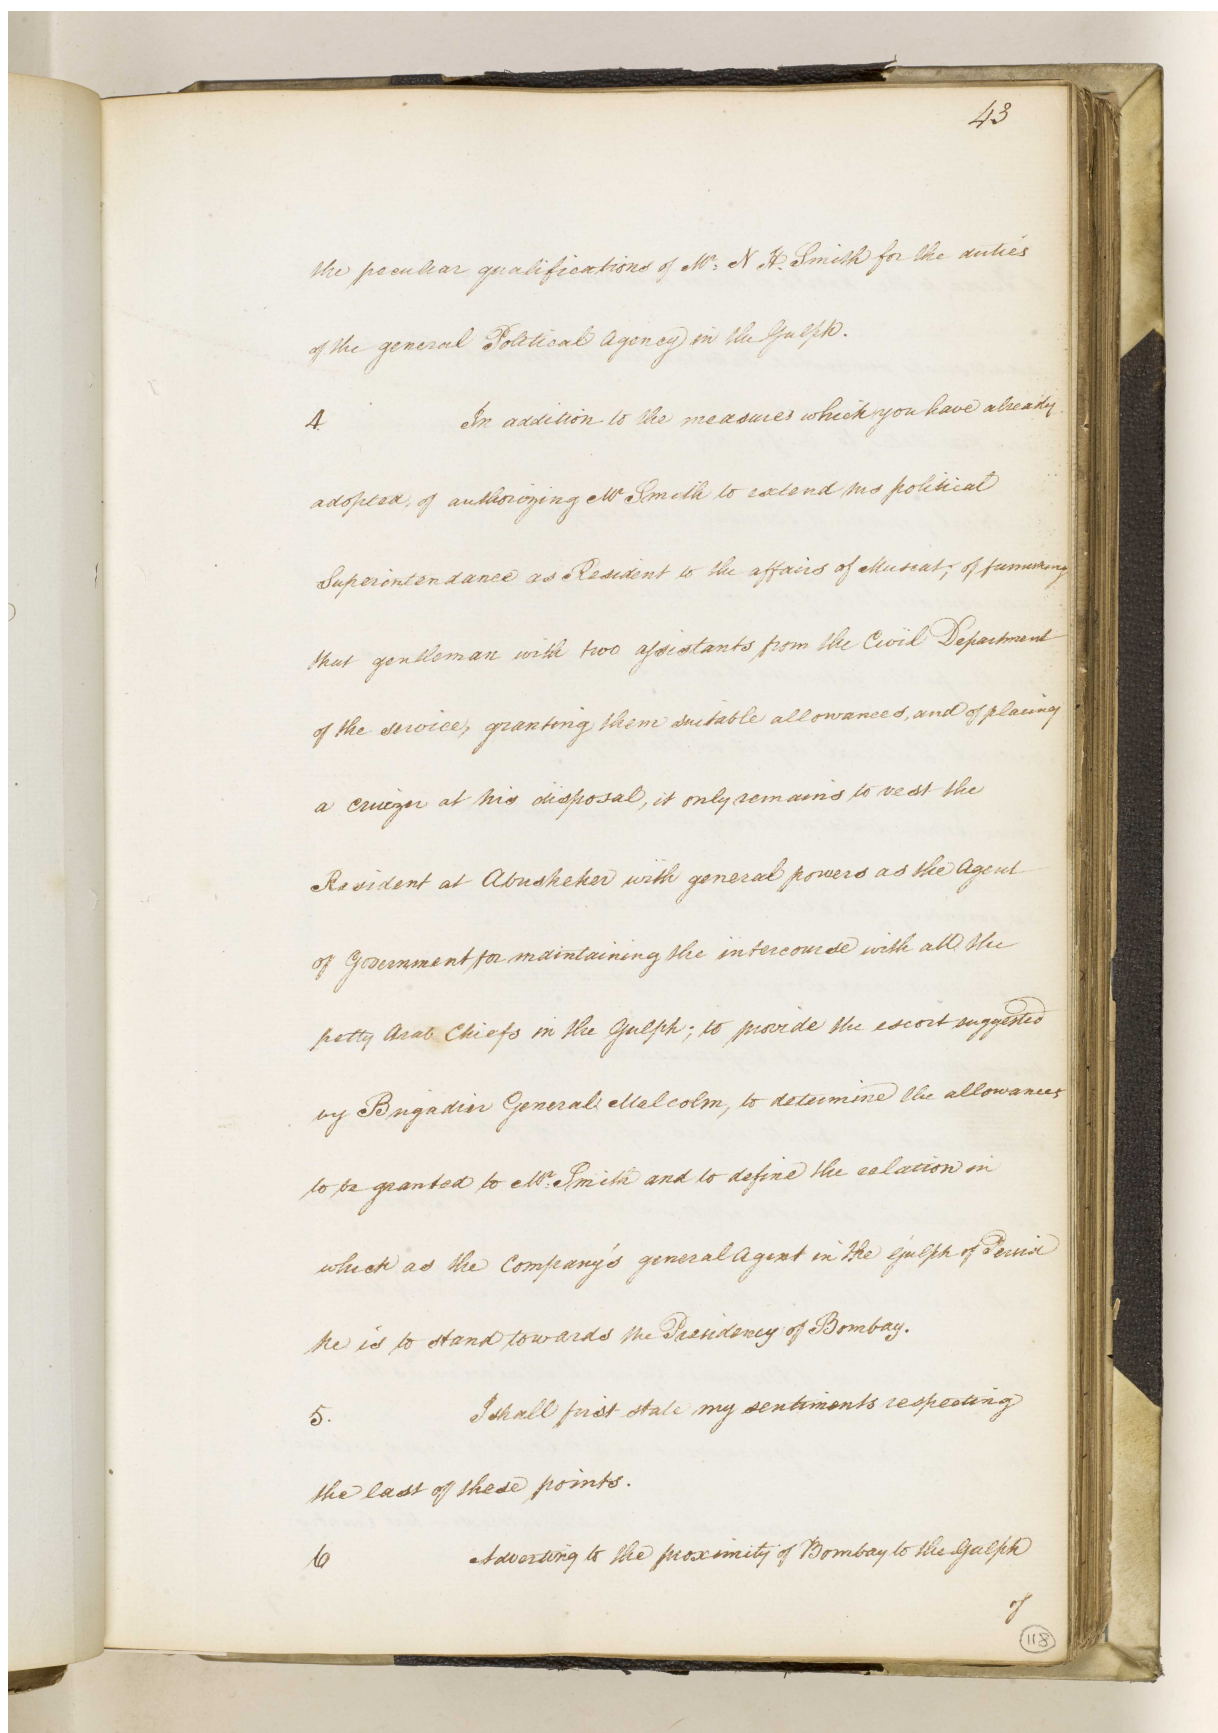 43
the peculiar qualifications of Mr. N H. Smith for the duties
of the general Political Agency in the Gulph.
4. In addition to the measures which you have already
adopted, of authorizing Mr Smith to extend his political
Superintendance as Resident to the affairs of Muscat; of furnishing
that gentleman with two assistants from the Civil Department
of the service, granting them suitable allowances, and of placing
a cruizer at his disposal, it only remains to vest the
Resident at Abusheher with general powers as the Agent
of Government for maintaining the intercourse with all the
petty Arab Chiefs in the Gulph; to provide the escort suggested
by Brigadier General Malcolm, to determine the allowances
to be granted to Mr. Smith and to define the relation in
which as the Company's general Agent in the Gulph of Persia
he is to stand towards the Presidency of Bombay.
5. I shall first state my sentiments respecting
the last of these points.
6 Adverting to the proximity of Bombay to the Gulph
of
118